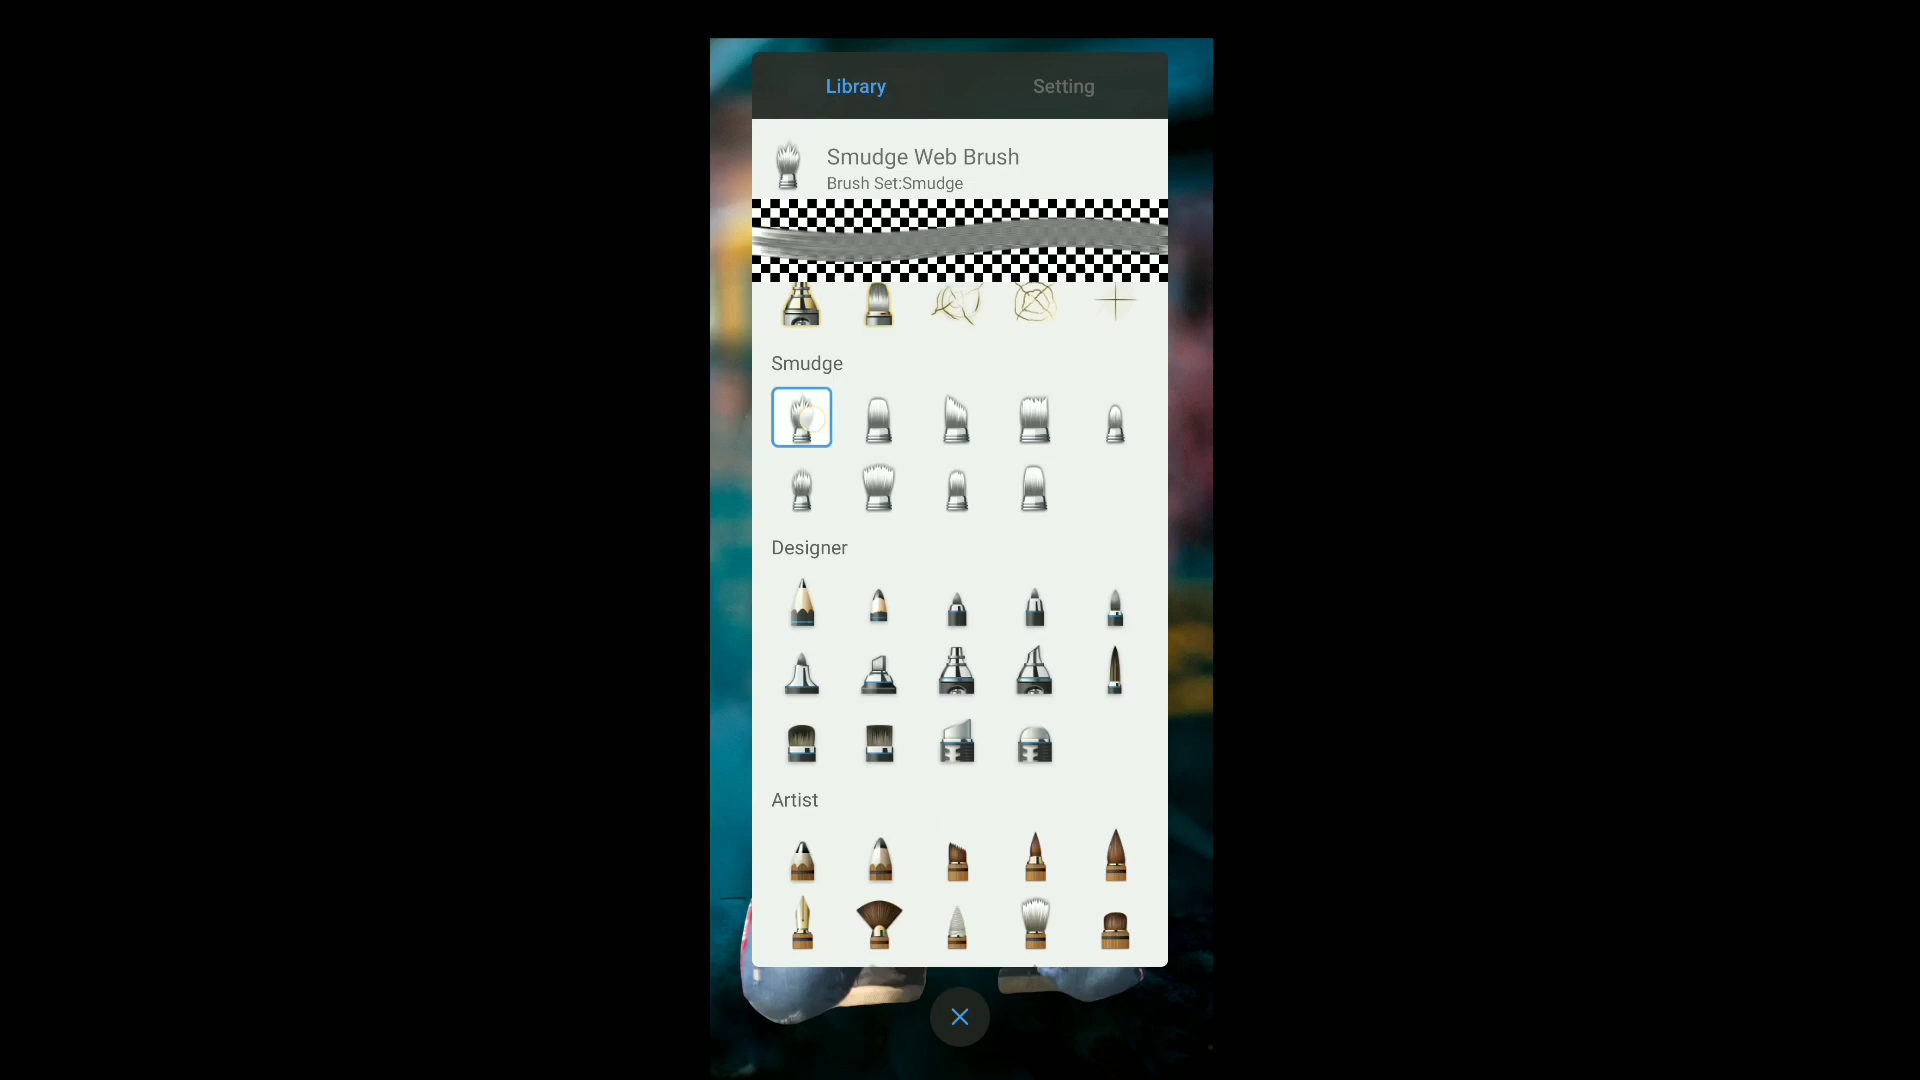 Library
Setting
Smudge Web Brush
Brush Set:Smudge
Smudge
Designer
Artist